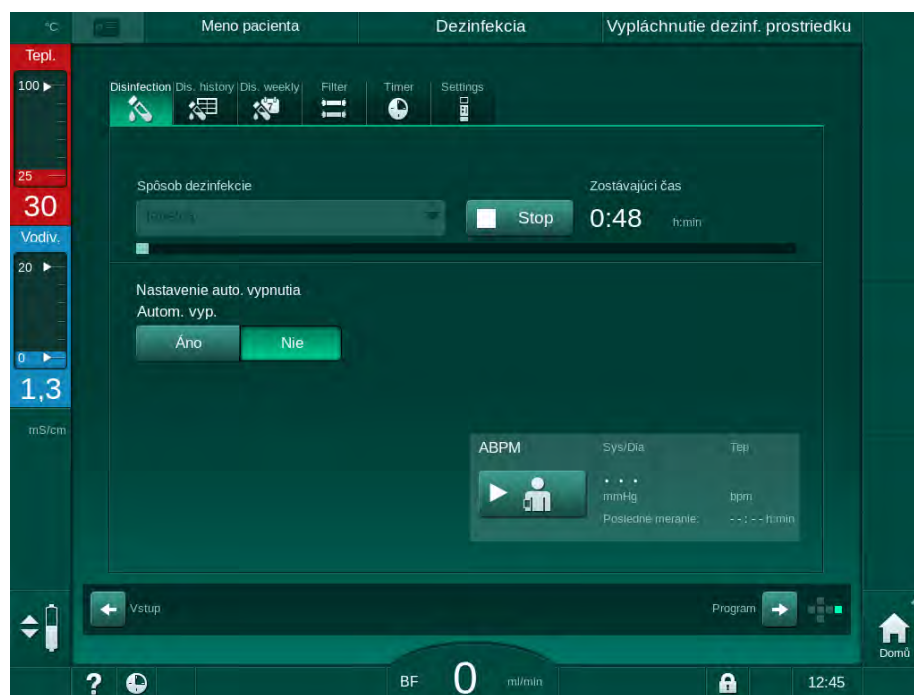 °C Meno pacienta Dezinfekcia Vypláchnutie dezinf. prostriedku
Tepl.
100
25
30
Vodiv.
20
0
1,3
mS/cm
Disinfection Dis. history Dis. weekly Filter Timer Settings
Spôsob dezinfekcie
Stop
Zostávajúci čas
0:48 h:min
Nastavenie auto. vypnutia
Autom. vyp.
Áno Nie
ABPM Sys/Dia Tep
. . .
mmHg bpm
Posledné meranie: --:-- h:min
Vstup Program
Domů
? BF 0 ml/min 12:45